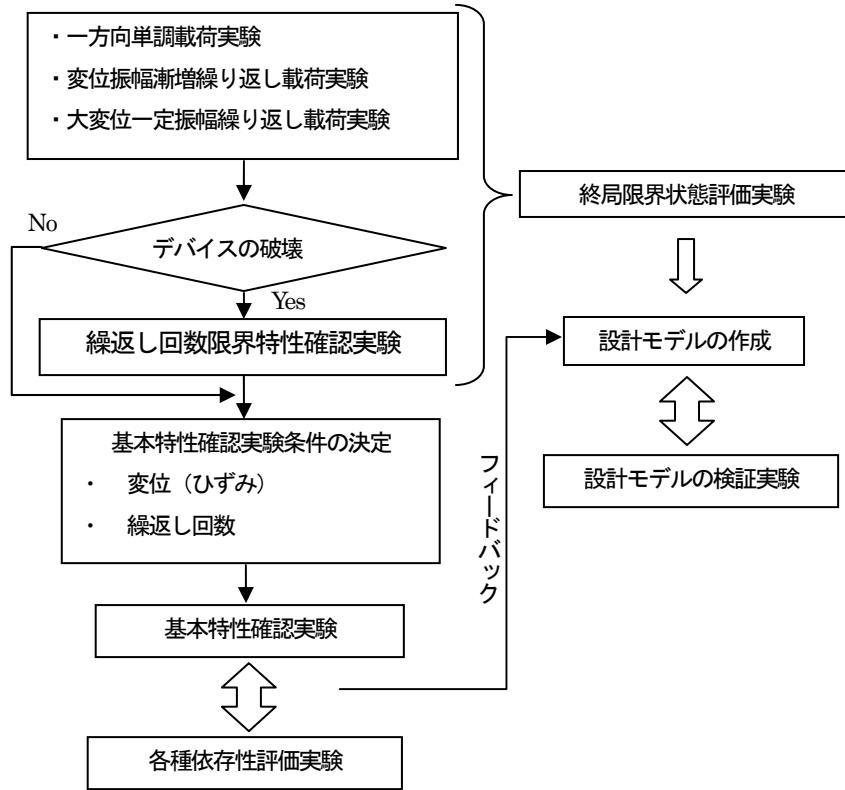 ・一方向単調載荷実験
・変位振幅漸増繰り返し載荷実験
・大変位一定振幅繰り返し載荷実験
終局限界状態評価実験
No
デバイスの破壊
Yes
繰返し回数限界特性確認実験
設計モデルの作成
基本特性確認実験条件の決定
・ 変位（ひずみ）
・ 繰返し回数
設計モデルの検証実験
フィードバック
基本特性確認実験
各種依存性評価実験